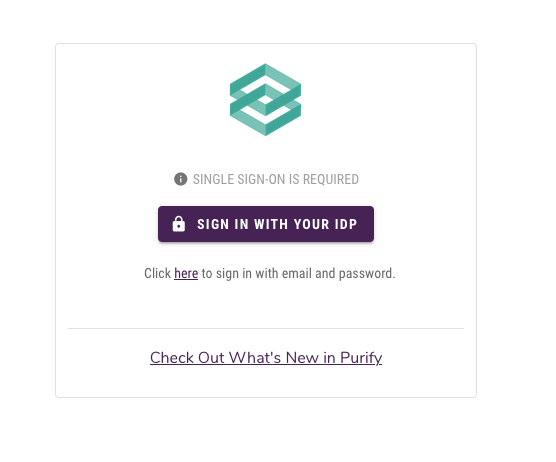 SINGLE SIGN-ON IS REQUIRED
SIGN IN WITH YOUR IDP
Click here to sign in with email and password.
Check Out What's New in Purify